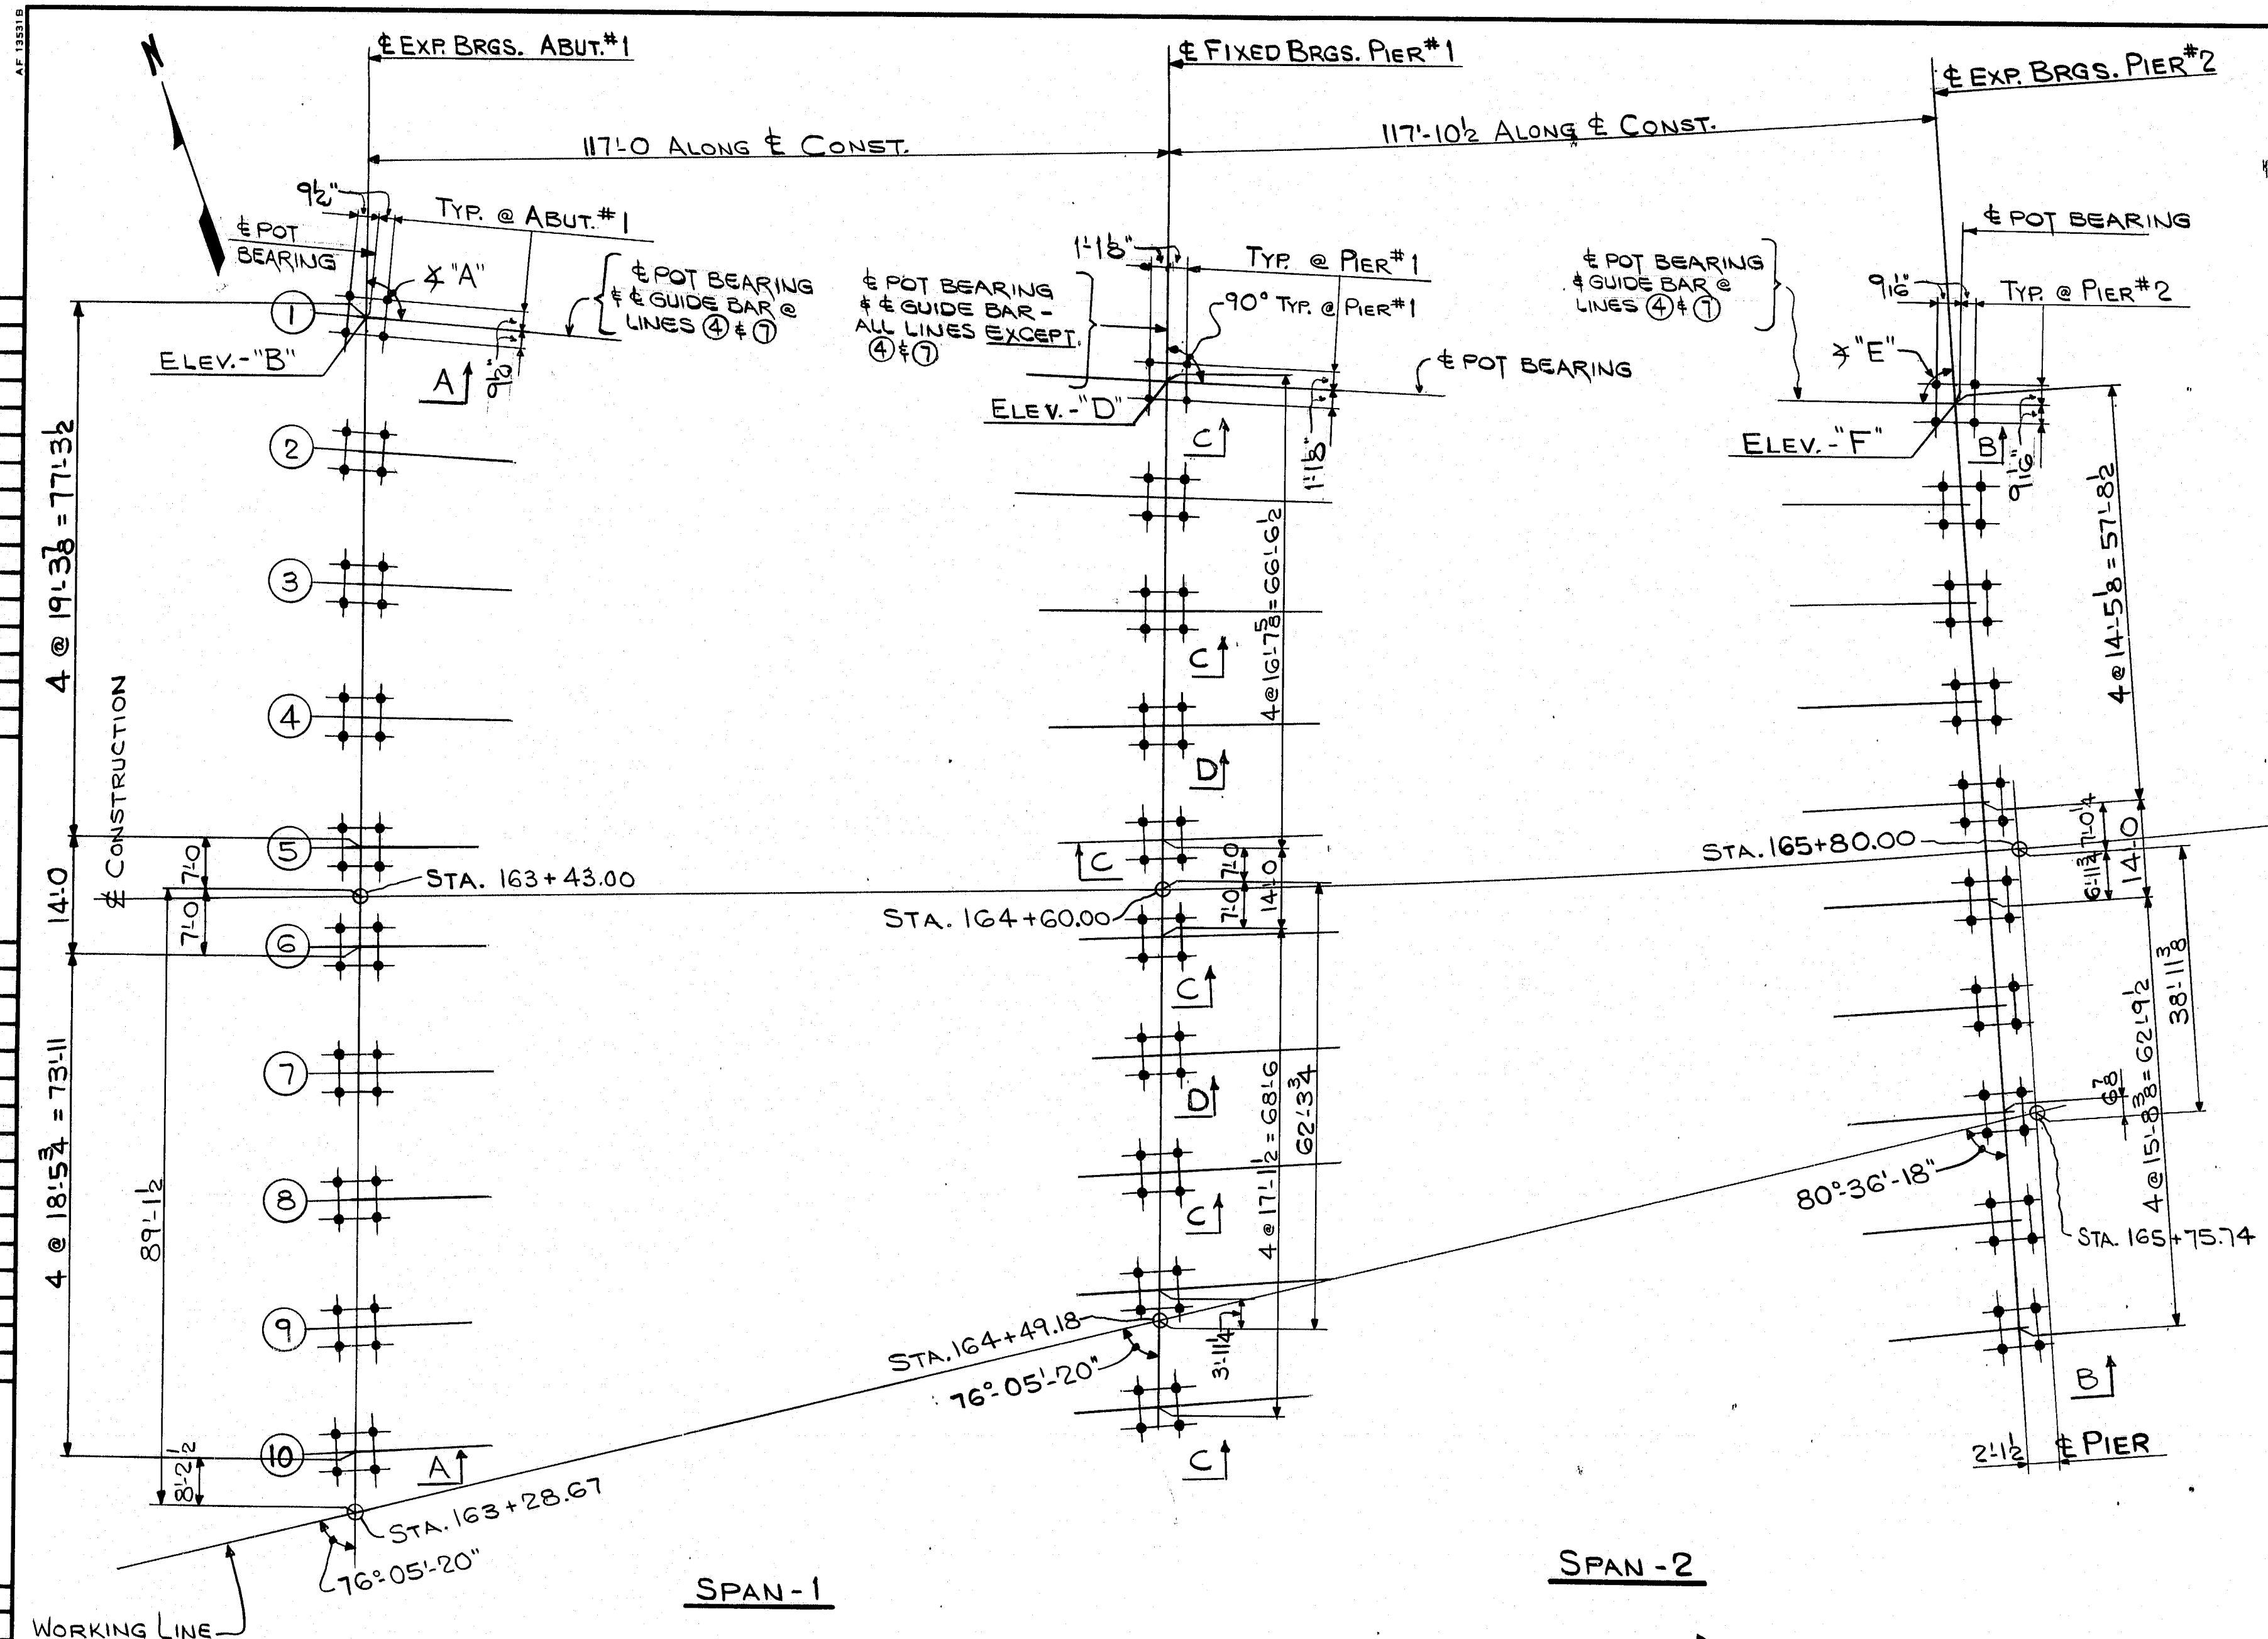 AF 13531B
N
℄ EXP. BRGS. ABUT.#1
℄ FIXED BRGS. PIER#1
℄ EXP. BRGS. PIER#2
117'-0 ALONG ℄ CONST.
117'-10½ ALONG ℄ CONST.
9½"
TYP. @ ABUT.#1
℄ POT
BEARING
∡ "A"
℄ POT BEARING
& ℄ GUIDE BAR @
LINES ④ & ⑦
①
ELEV.-"B"
A
9½"
℄ POT BEARING
& ℄ GUIDE BAR -
ALL LINES EXCEPT
④ & ⑦
1'-1⅛"
TYP. @ PIER#1
90° TYP. @ PIER#1
℄ POT BEARING
ELEV.-"D"
C
1'-1⅛"
℄ POT BEARING
& GUIDE BAR @
LINES ④ & ⑦
℄ POT BEARING
9 1/16"
TYP. @ PIER#2
∡ "E"
ELEV.-"F"
B
9 1/16"
②
③
④
⑤
⑥
⑦
⑧
⑨
⑩
4 @ 19'-3⅞ = 77'-3½
14'-0
4 @ 18'-5¾ = 73'-11
℄ CONSTRUCTION
7'-0
7'-0
89'-1½
8'-2½
STA. 163+43.00
A
STA. 163+28.67
76°-05'-20"
WORKING LINE
4@16'-7⅝=66'-6½
C
D
C
7'-0
7'-0
14'-0
STA. 164+60.00
C
D
C
C
4 @ 17'-1½ = 68'-6
62'-3¾
3'-11¼
STA. 164+49.18
76°-05'-20"
4 @ 14'-5⅛ = 57'-8½
7'-0¼
6'-11¾
14'-0
STA. 165+80.00
38'-11⅜
6⅞
4 @ 15'-8⅜ = 62'-9½
80°-36'-18"
STA. 165+75.74
B
2'-1½
℄ PIER
SPAN-1
SPAN-2